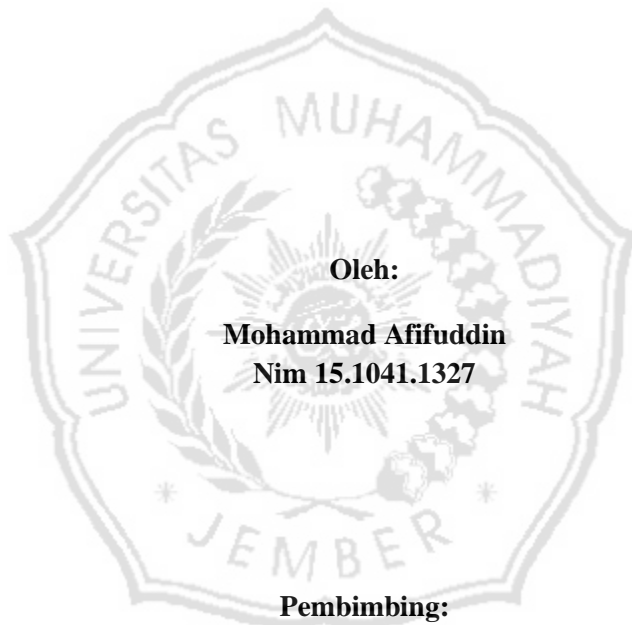 UNIVERSITAS MUHAMMADIYAH
Oleh:
Mohammad Afifuddin
Nim 15.1041.1327
* JEMBER *
Pembimbing: